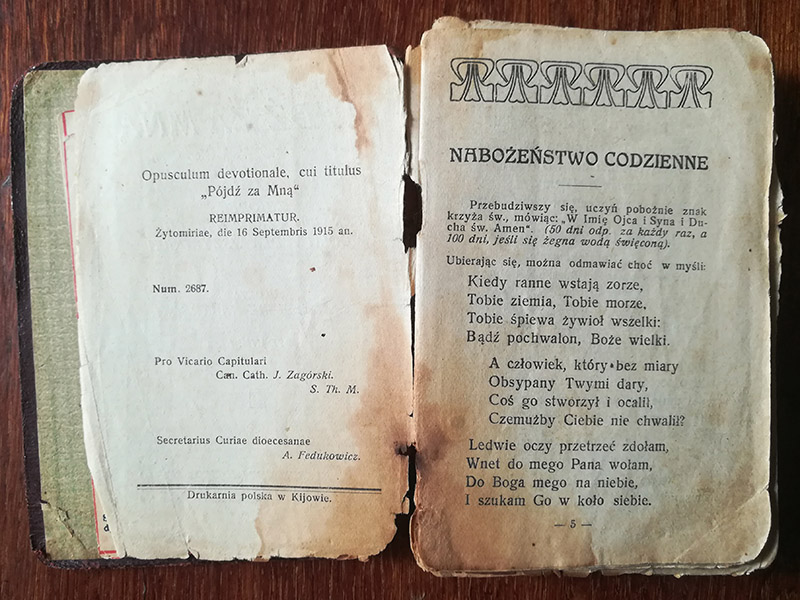 Opusculum devotionale, cui titulus
„Pójdź za Mną“
REIMPRIMATUR.
Żytomiriae, die 16 Septembris 1915 an.
Num. 2687.
Pro Vicario Capitulari
Can. Cath. J. Zagórski.
S. Th. M.
Secretarius Curiae dioecesanae
A. Fedukowicz.
Drukarnia polska w Kijowie.
NABOŻEŃSTWO CODZIENNE
Przebudziwszy się, uczyń pobożnie znak
krzyża św., mówiąc: „W Imię Ojca i Syna i Du-
cha św. Amen“. (50 dni odp. za każdy raz, a
100 dni, jeśli się żegna wodą święconą).
Ubierając się, można odmawiać choć w myśli:
Kiedy ranne wstają zorze,
Tobie ziemia, Tobie morze,
Tobie śpiewa żywioł wszelki:
Bądź pochwalon, Boże wielki.
A człowiek, który bez miary
Obsypany Twymi dary,
Coś go stworzył i ocalił,
Czemużby Ciebie nie chwalił?
Ledwie oczy przetrzeć zdołam,
Wnet do mego Pana wołam,
Do Boga mego na niebie,
I szukam Go w koło siebie.
— 5 —